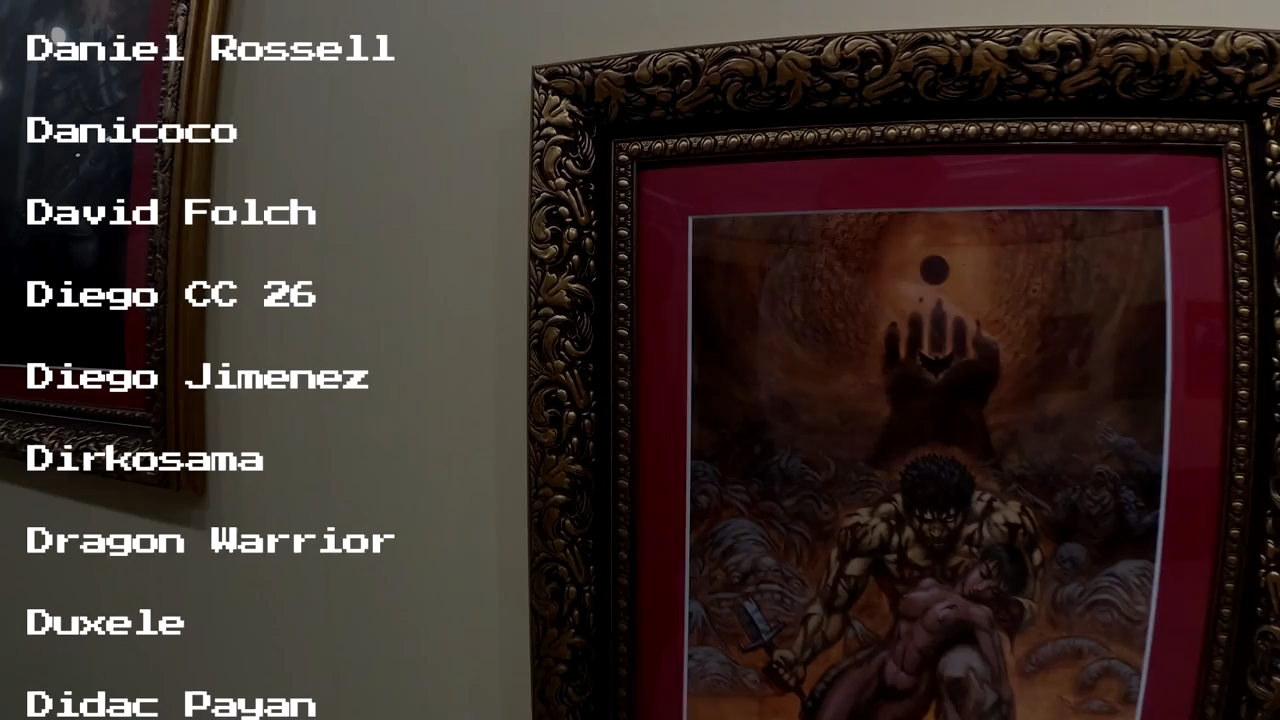 Daniel Rossell
Danicoco
David Folch
Diego CC 26
Diego Jimenez
Dirkosama
Dragon Warrior
Duxele
Didac Payan